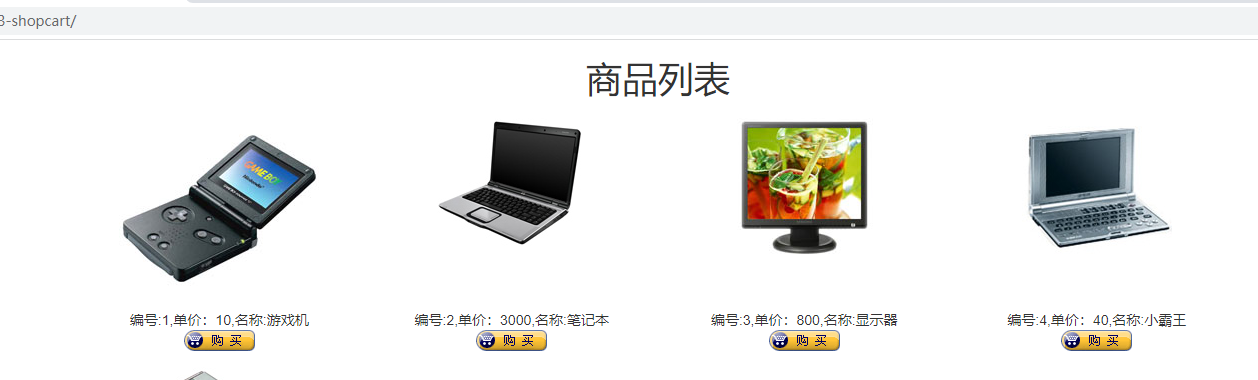 3-shopcart/
商品列表
GAME BOY
Nintendo
编号:1,单价：10,名称:游戏机
编号:2,单价：3000,名称:笔记本
编号:3,单价：800,名称:显示器
编号:4,单价：40,名称:小霸王
购 买
购 买
购 买
购 买